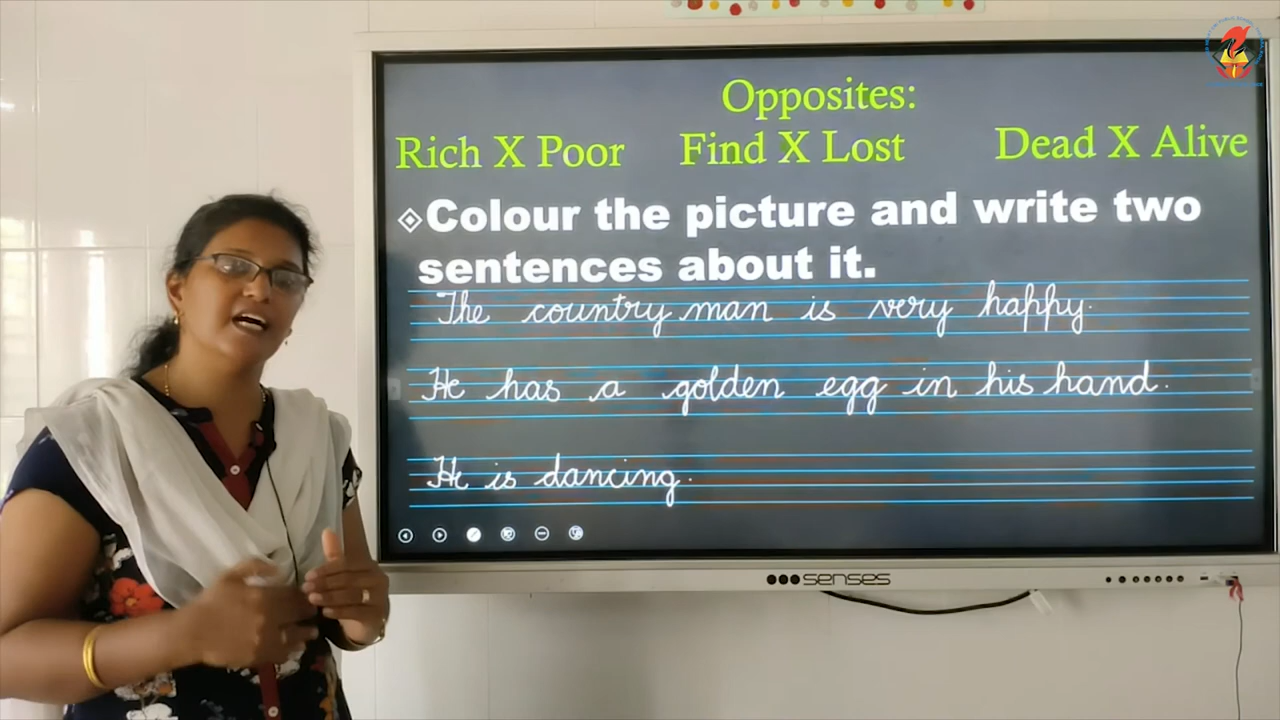 Opposites:
Rich X Poor Find X Lost Dead X Alive
Colour the picture and write two
sentences about it.
The country man is very happy.
He has a golden egg in his hand.
He is dancing.
senses